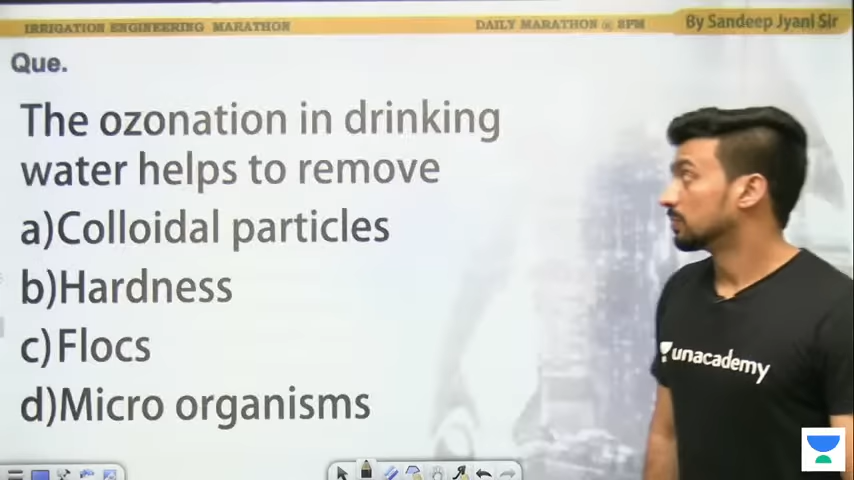 IRRIGATION ENGINEERING MARATHON
DAILY MARATHON @ 8PM
By Sandeep Jyani Sir
Que.
The ozonation in drinking
water helps to remove
a)Colloidal particles
b)Hardness
c)Flocs
d)Micro organisms
unacademy